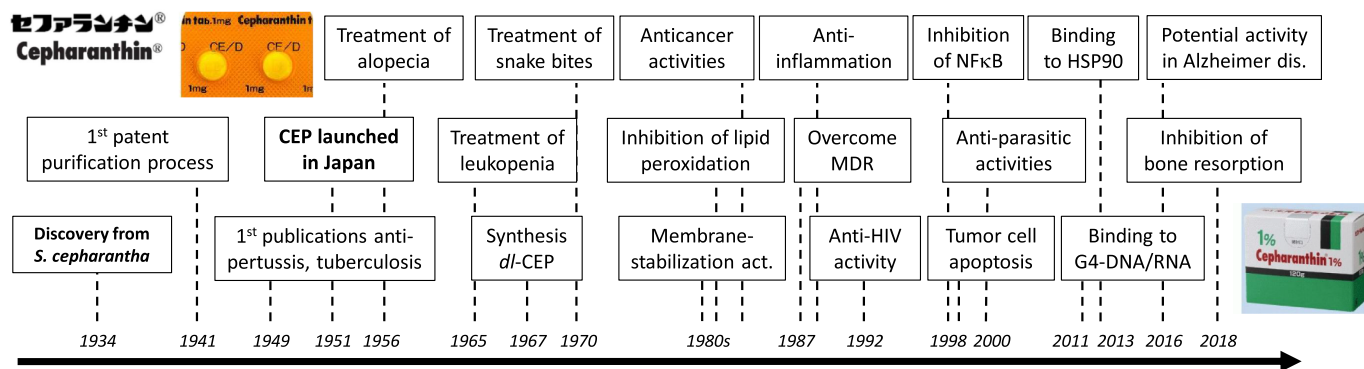 セファランチン®
Cepharanthin®
in tab.1mg Cepharanthin t
CE/D CE/D
1mg 1mg
Treatment of
alopecia
Treatment of
snake bites
Anticancer
activities
Anti-
inflammation
Inhibition
of NFκB
Binding
to HSP90
Potential activity
in Alzheimer dis.
1st patent
purification process
CEP launched
in Japan
Treatment of
leukopenia
Inhibition of lipid
peroxidation
Overcome
MDR
Anti-parasitic
activities
Inhibition of
bone resorption
Discovery from
S. cepharantha
1st publications anti-
pertussis, tuberculosis
Synthesis
dl-CEP
Membrane-
stabilization act.
Anti-HIV
activity
Tumor cell
apoptosis
Binding to
G4-DNA/RNA
1%
Cepharanthin 1%
120g
1934 1941 1949 1951 1956 1965 1967 1970 1980s 1987 1992 1998 2000 2011 2013 2016 2018